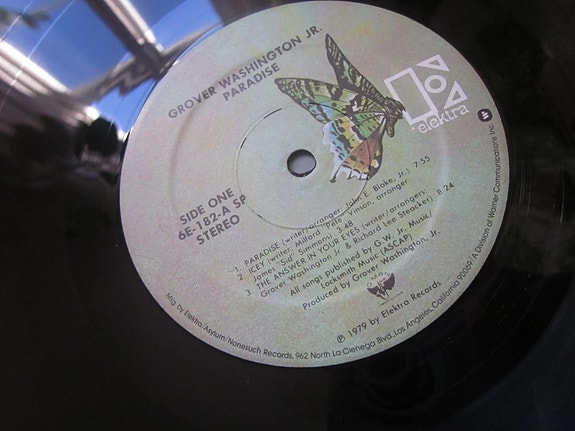 GROVER WASHINGTON JR.
PARADISE
elektra
SIDE ONE
6E-182-A SP
STEREO
1. PARADISE (writer/arranger John E. Blake, Jr.) 7:55
2. ICEY (writer: Millard "Pete" Vinson, arranger
James "Sid" Simmons) 3:48
3. THE ANSWER IN YOUR EYES (writer/arrangers:
Grover Washington Jr. & Richard Lee Steacker) 8:24
All songs published by G.W. Jr. Music/
Locksmith Music (ASCAP)
Produced by Grover Washington, Jr.
℗ 1979 by Elektra Records
Mfg. by Elektra/Asylum/Nonesuch Records, 962 North La Cienega Blvd., Los Angeles, California 90069/A Division of Warner Communications Inc.